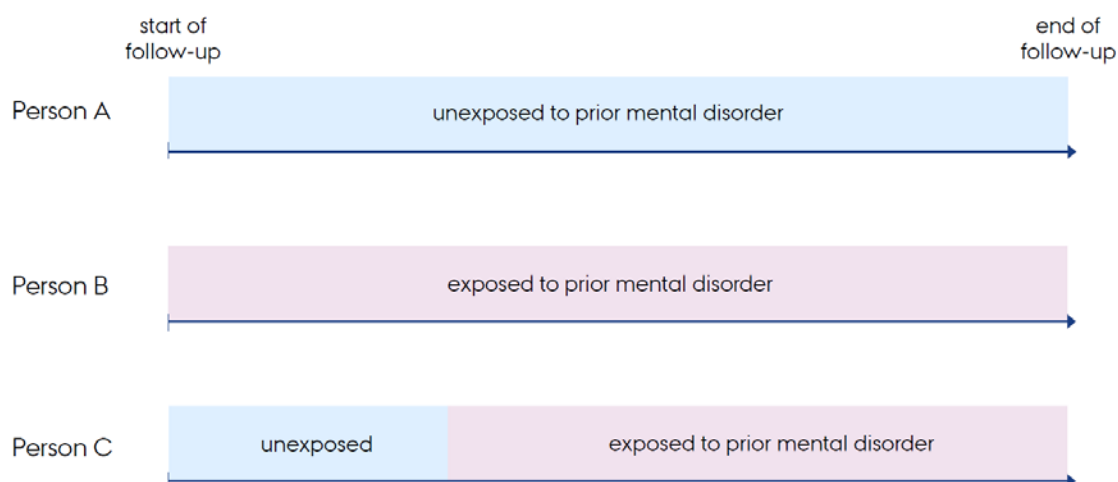 start of
follow-up
end of
follow-up
Person A
unexposed to prior mental disorder
Person B
exposed to prior mental disorder
Person C
unexposed
exposed to prior mental disorder